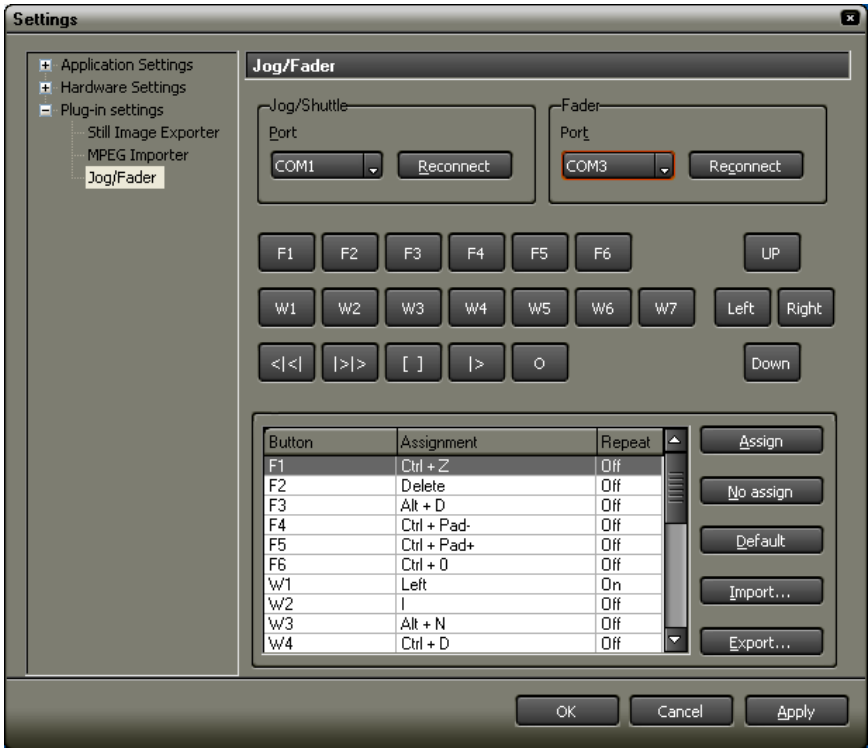 Settings
Application Settings
Hardware Settings
Plug-in settings
Still Image Exporter
MPEG Importer
Jog/Fader
Jog/Fader
Jog/Shuttle
Port
COM1
Reconnect
Fader
Port
COM3
Reconnect
F1 F2 F3 F4 F5 F6 UP
W1 W2 W3 W4 W5 W6 W7 Left Right
<|<| |>|> [ ] |> O Down
Button Assignment Repeat
F1 Ctrl + Z Off
F2 Delete Off
F3 Alt + D Off
F4 Ctrl + Pad- Off
F5 Ctrl + Pad+ Off
F6 Ctrl + 0 Off
W1 Left On
W2 I Off
W3 Alt + N Off
W4 Ctrl + D Off
Assign
No assign
Default
Import...
Export...
OK Cancel Apply